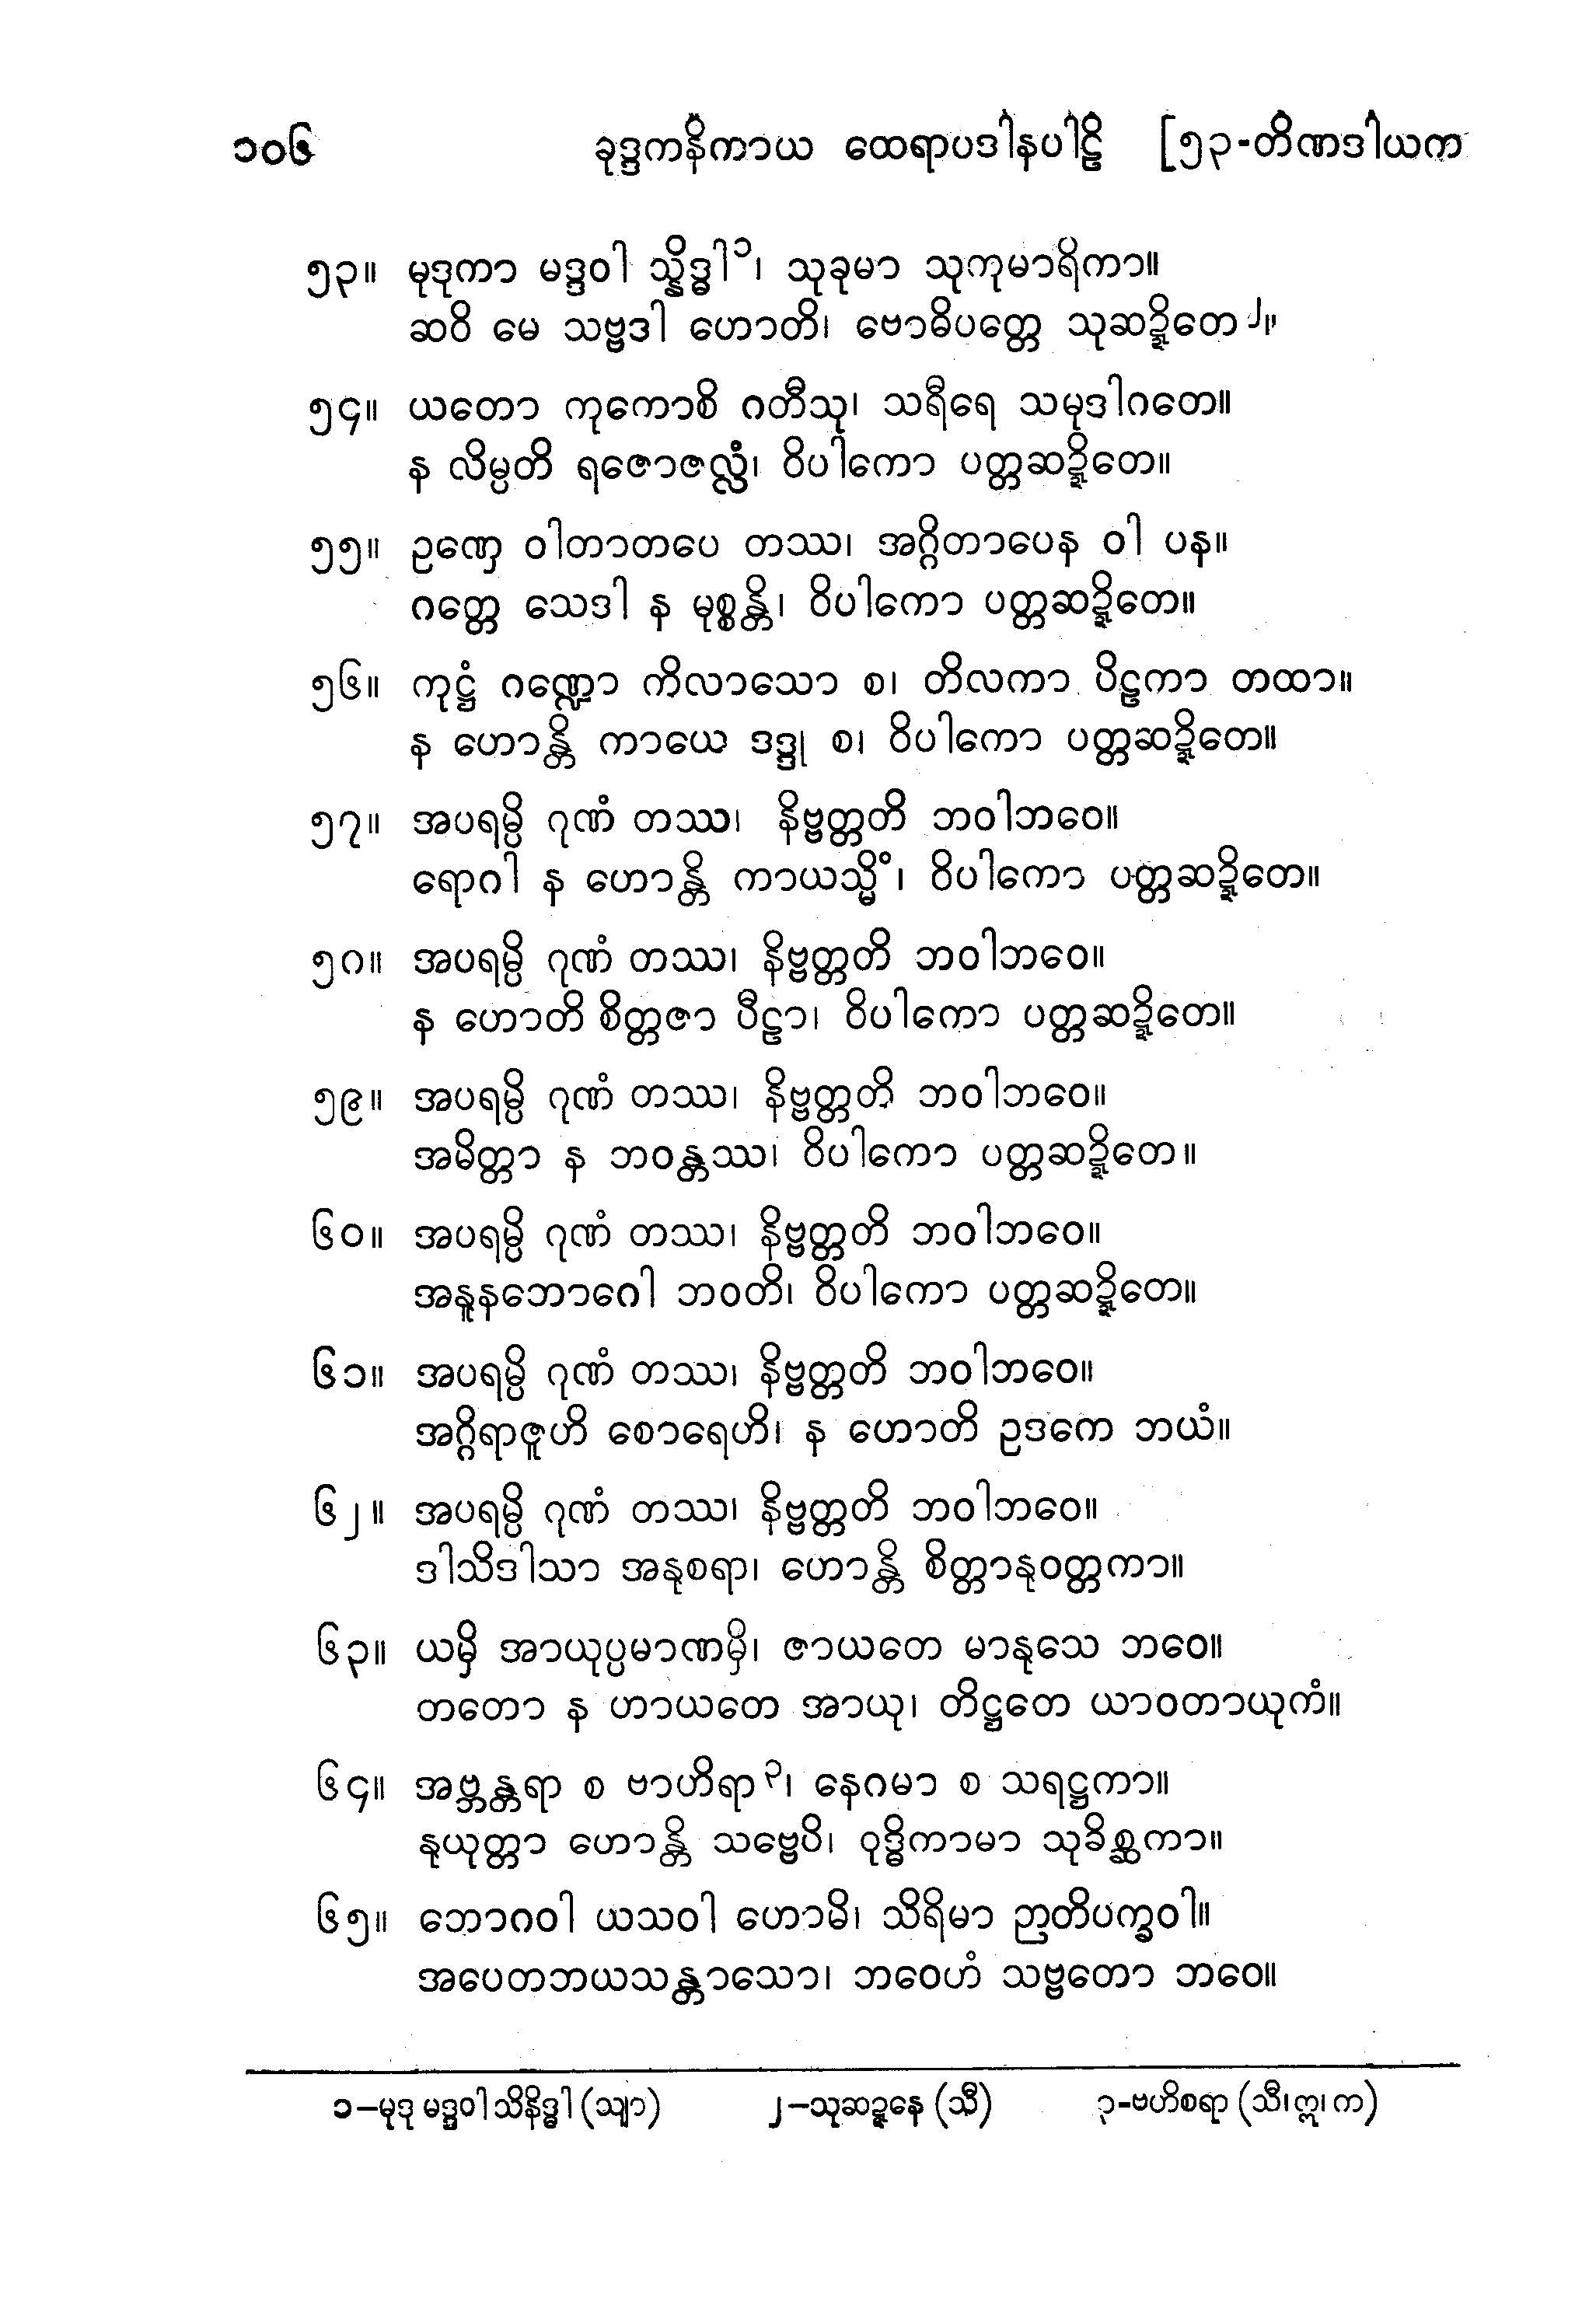 ၁၀၆ ခုဒ္ဒကနိကာယ ထေရာပဒါနပါဠိ [၅၃-တိဏဒါယက
၅၃။ မုဒုကာ မဒ္ဒဝါ သ္နိဒ္ဓါ၁၊ သုခုမာ သုကုမာရိကာ။
ဆဝိ မေ သဗ္ဗဒါ ဟောတိ၊ ဗောဓိပတ္တေ သုဆဍ္ဍိတေ၂။
၅၄။ ယတော ကုကောစိ ဂတီသု၊ သရီရေ သမုဒါဂတေ။
န လိမ္ပတိ ရဇောဇလ္လံ၊ ဝိပါကော ပတ္တဆဍ္ဍိတေ။
၅၅။ ဥဏှေ ဝါတာတပေ တဿ၊ အဂ္ဂိတာပေန ဝါ ပန။
ဂတ္တေ သေဒါ န မုစ္စန္တိ၊ ဝိပါကော ပတ္တဆဍ္ဍိတေ။
၅၆။ ကုဋ္ဌံ ဂဏ္ဍော ကိလာသော စ၊ တိလကာ ပိဠကာ တထာ။
န ဟောန္တိ ကာယေ ဒဒ္ဒု စ၊ ဝိပါကော ပတ္တဆဍ္ဍိတေ။
၅၇။ အပရမ္ပိ ဂုဏံ တဿ၊ နိဗ္ဗတ္တတိ ဘဝါဘဝေ။
ရောဂါ န ဟောန္တိ ကာယသ္မိံ၊ ဝိပါကော ပတ္တဆဍ္ဍိတေ။
၅၈။ အပရမ္ပိ ဂုဏံ တဿ၊ နိဗ္ဗတ္တတိ ဘဝါဘဝေ။
န ဟောတိ စိတ္တဇာ ပီဠာ၊ ဝိပါကော ပတ္တဆဍ္ဍိတေ။
၅၉။ အပရမ္ပိ ဂုဏံ တဿ၊ နိဗ္ဗတ္တတိ ဘဝါဘဝေ။
အမိတ္တာ န ဘဝန္တဿ၊ ဝိပါကော ပတ္တဆဍ္ဍိတေ။
၆၀။ အပရမ္ပိ ဂုဏံ တဿ၊ နိဗ္ဗတ္တတိ ဘဝါဘဝေ။
အနူနဘောဂေါ ဘဝတိ၊ ဝိပါကော ပတ္တဆဍ္ဍိတေ။
၆၁။ အပရမ္ပိ ဂုဏံ တဿ၊ နိဗ္ဗတ္တတိ ဘဝါဘဝေ။
အဂ္ဂိရာဇူဟိ စောရေဟိ၊ န ဟောတိ ဥဒကေ ဘယံ။
၆၂။ အပရမ္ပိ ဂုဏံ တဿ၊ နိဗ္ဗတ္တတိ ဘဝါဘဝေ။
ဒါသိဒါသာ အနုစရာ၊ ဟောန္တိ စိတ္တာနုဝတ္တကာ။
၆၃။ ယမှိ အာယုပ္ပမာဏမှိ၊ ဇာယတေ မာနုသေ ဘဝေ။
တတော န ဟာယတေ အာယု၊ တိဋ္ဌတေ ယာဝတာယုကံ။
၆၄။ အဗ္ဘန္တရာ စ ဗာဟိရာ၃၊ နေဂမာ စ သရဋ္ဌကာ။
နုယုတ္တာ ဟောန္တိ သဗ္ဗေပိ၊ ဝုဒ္ဓိကာမာ သုခိစ္ဆကာ။
၆၅။ ဘောဂဝါ ယသဝါ ဟောမိ၊ သိရိမာ ဉာတိပက္ခဝါ။
အပေတဘယသန္တာသော၊ ဘဝေဟံ သဗ္ဗတော ဘဝေ။
၁–မုဒု မဒ္ဒဝါ သိနိဒ္ဓါ (သျာ) ၂–သုဆဍ္ဍနေ (သီ) ၃-ဗဟိစရာ (သီ၊ဣ၊ က)